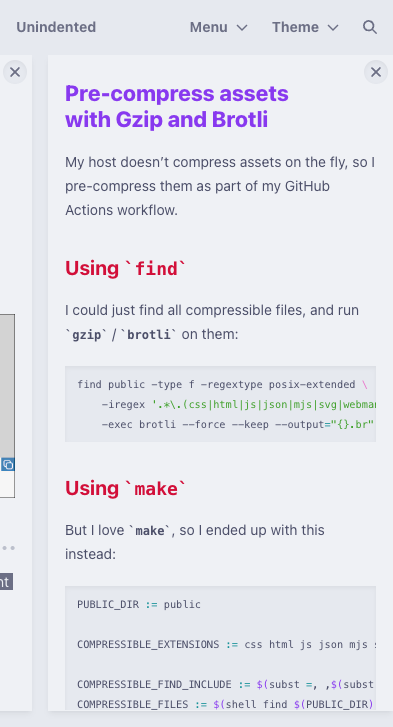 Unindented
Menu
Theme
Pre-compress assets
with Gzip and Brotli
My host doesn’t compress assets on the fly, so I
pre-compress them as part of my GitHub
Actions workflow.
Using `find`
I could just find all compressible files, and run
`gzip` / `brotli` on them:
find public -type f -regextype posix-extended \
-iregex '.*\.(css|html|js|json|mjs|svg|webma
-exec brotli --force --keep --output="{}.br"
Using `make`
But I love `make`, so I ended up with this
instead:
nt
PUBLIC_DIR := public
COMPRESSIBLE_EXTENSIONS := css html js json mjs s
COMPRESSIBLE_FIND_INCLUDE := $(subst =, ,$(subst
COMPRESSIBLE_FILES := $(shell find $(PUBLIC_DIR)